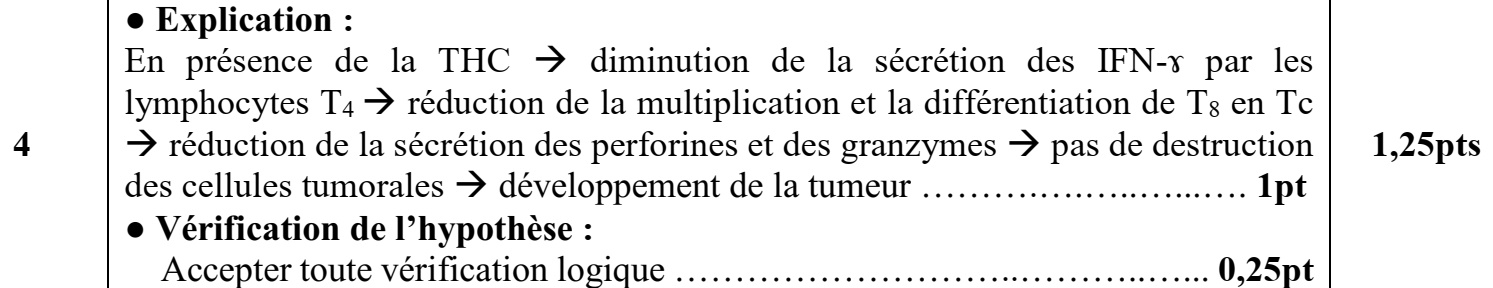 ● Explication :
En présence de la THC → diminution de la sécrétion des IFN-ɤ par les
lymphocytes T₄ → réduction de la multiplication et la différentiation de T₈ en Tc
4 → réduction de la sécrétion des perforines et des granzymes → pas de destruction 1,25pts
des cellules tumorales → développement de la tumeur ……………….…...…. 1pt
● Vérification de l’hypothèse :
Accepter toute vérification logique ………………………..………..…... 0,25pt